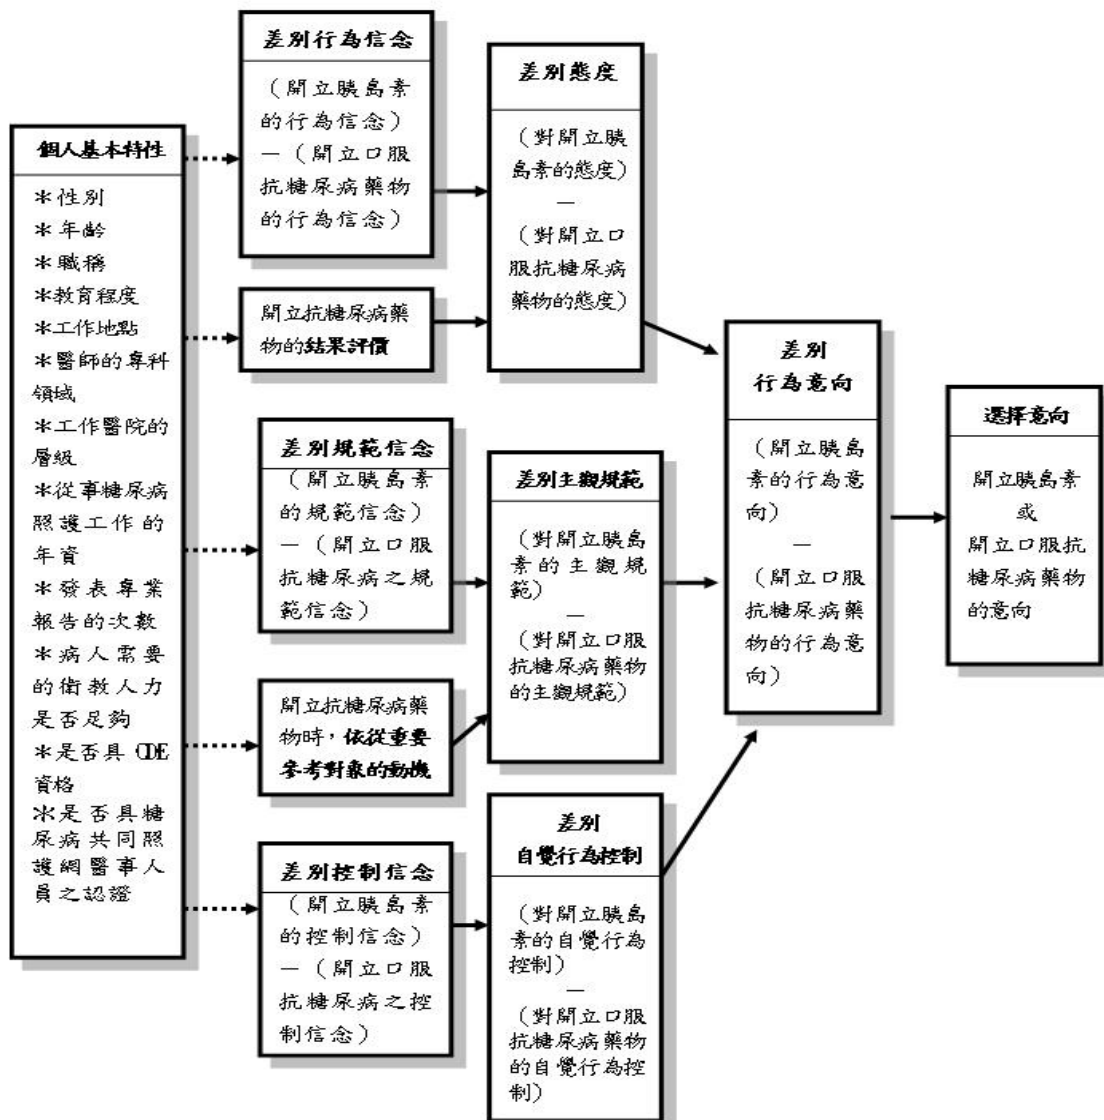 個人基本特性
＊性別
＊年齡
＊職稱
＊教育程度
＊工作地點
＊醫師的專科
領域
＊工作醫院的
層級
＊從事糖尿病
照護工作的
年資
＊發表專業
報告的次數
＊病人需要
的衛教人力
是否足夠
＊是否具 CDE
資格
＊是否具糖
尿病共同照
護網醫事人
員之認證
差別行為信念
（開立胰島素
的行為信念）
－（開立口服
抗糖尿病藥物
的行為信念）
開立抗糖尿病藥
物的結果評價
差別規範信念
（開立胰島素
的規範信念）
－（開立口服
抗糖尿病之規
範信念）
開立抗糖尿病藥
物時，依從重要
參考對象的動機
差別控制信念
（開立胰島素
的控制信念）
－（開立口服
抗糖尿病之控
制信念）
差別態度
（對開立胰
島素的態度）
－
（對開立口
服抗糖尿病
藥物的態度）
差別主觀規範
（對開立胰島
素的主觀規
範）
－
（對開立口服
抗糖尿病藥物
的主觀規範）
差別
自覺行為控制
（對開立胰島
素的自覺行為
控制）
－
（對開立口服
抗糖尿病藥物
的自覺行為控
制）
差別
行為意向
（開立胰島
素的行為意
向）
－
（開立口服
抗糖尿病藥
物的行為意
向）
選擇意向
開立胰島素
或
開立口服抗
糖尿病藥物
的意向